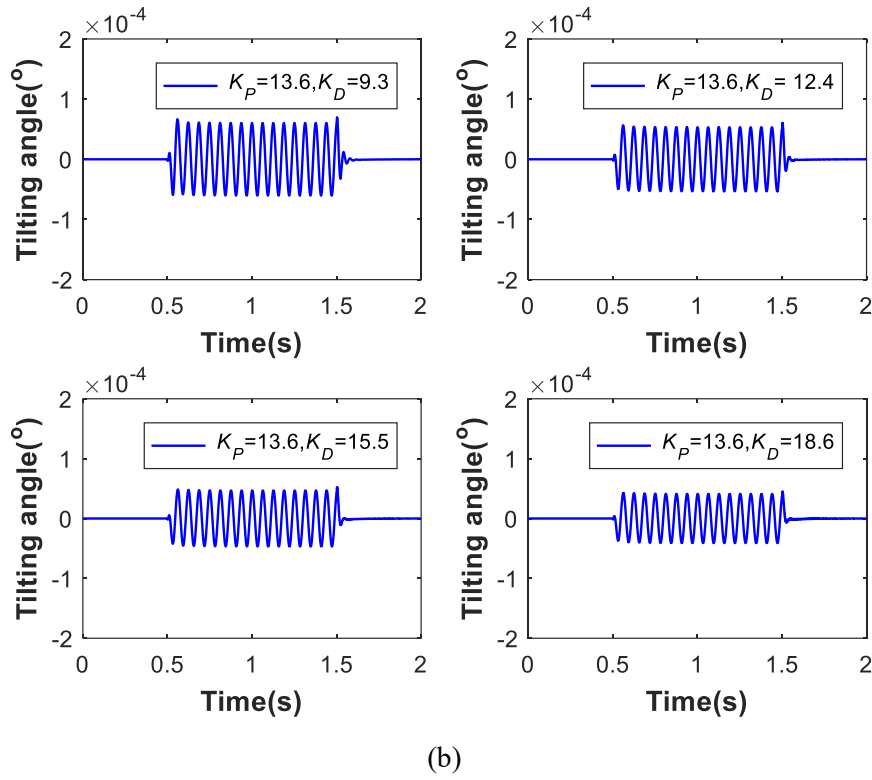 ×10⁻⁴
Tilting angle(°)
2
1
0
-1
-2
K_P=13.6,K_D=9.3
0 0.5 1 1.5 2
Time(s)
×10⁻⁴
Tilting angle(°)
2
1
0
-1
-2
K_P=13.6,K_D= 12.4
0 0.5 1 1.5 2
Time(s)
×10⁻⁴
Tilting angle(°)
2
1
0
-1
-2
K_P=13.6,K_D=15.5
0 0.5 1 1.5 2
Time(s)
×10⁻⁴
Tilting angle(°)
2
1
0
-1
-2
K_P=13.6,K_D=18.6
0 0.5 1 1.5 2
Time(s)
(b)